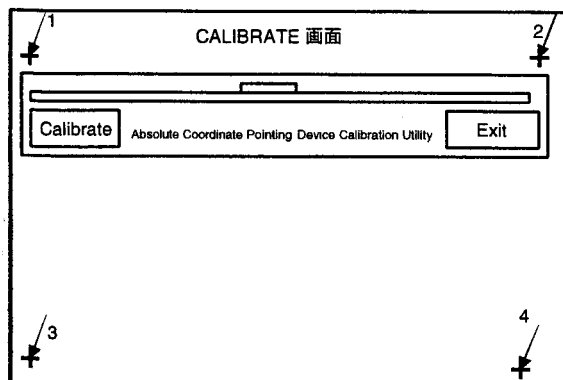 1
CALIBRATE 画面
2
Calibrate
Absolute Coordinate Pointing Device Calibration Utility
Exit
3
4